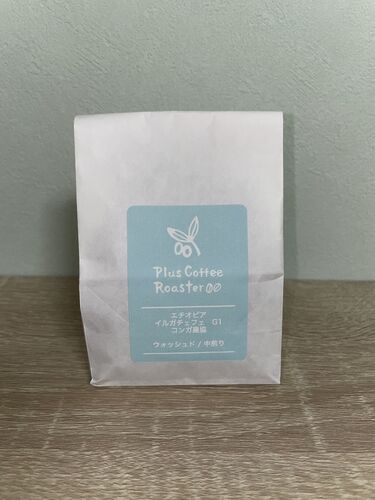 Plus Coffee
Roaster
エチオピア
イルガチェフェ G1
コンガ農協
ウォッシュド / 中煎り